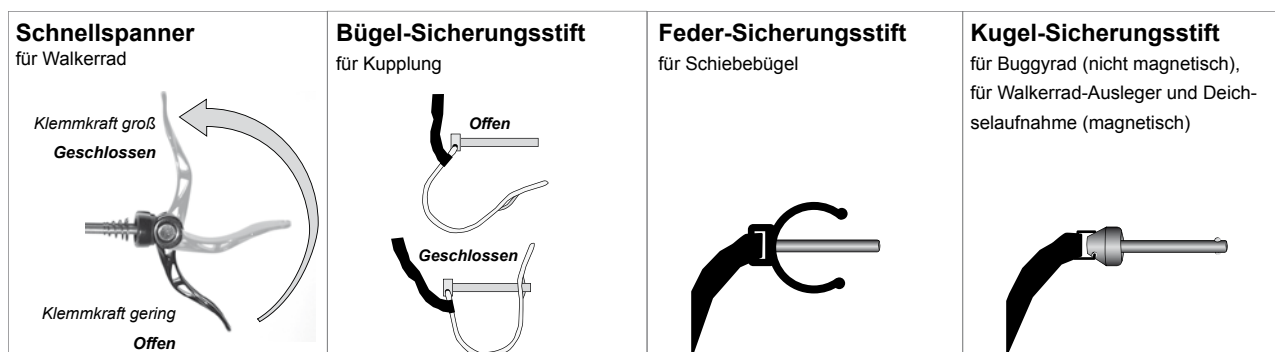 Schnellspanner
für Walkerrad
Klemmkraft groß
Geschlossen
Klemmkraft gering
Offen
Bügel-Sicherungsstift
für Kupplung
Offen
Geschlossen
Feder-Sicherungsstift
für Schiebebügel
Kugel-Sicherungsstift
für Buggyrad (nicht magnetisch),
für Walkerrad-Ausleger und Deich-
selaufnahme (magnetisch)